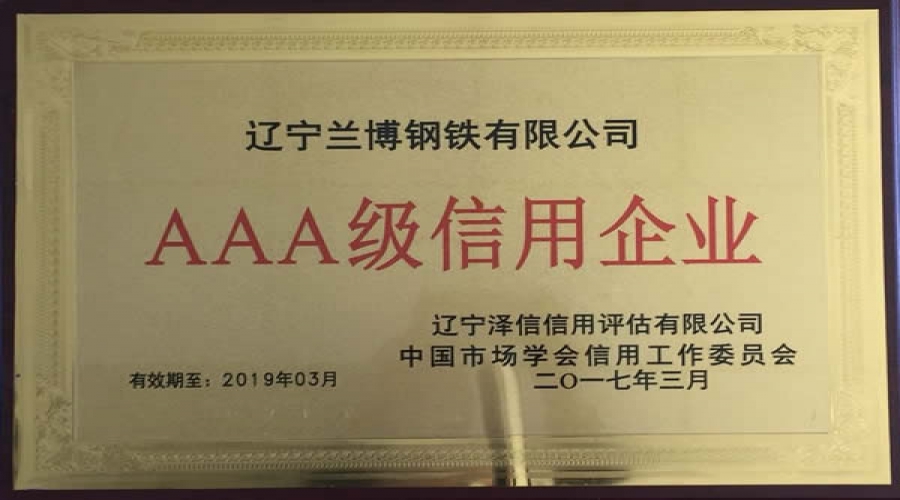 辽宁兰博钢铁有限公司
AAA级信用企业
辽宁泽信信用评估有限公司
中国市场学会信用工作委员会
有效期至：2019年03月
二〇一七年三月